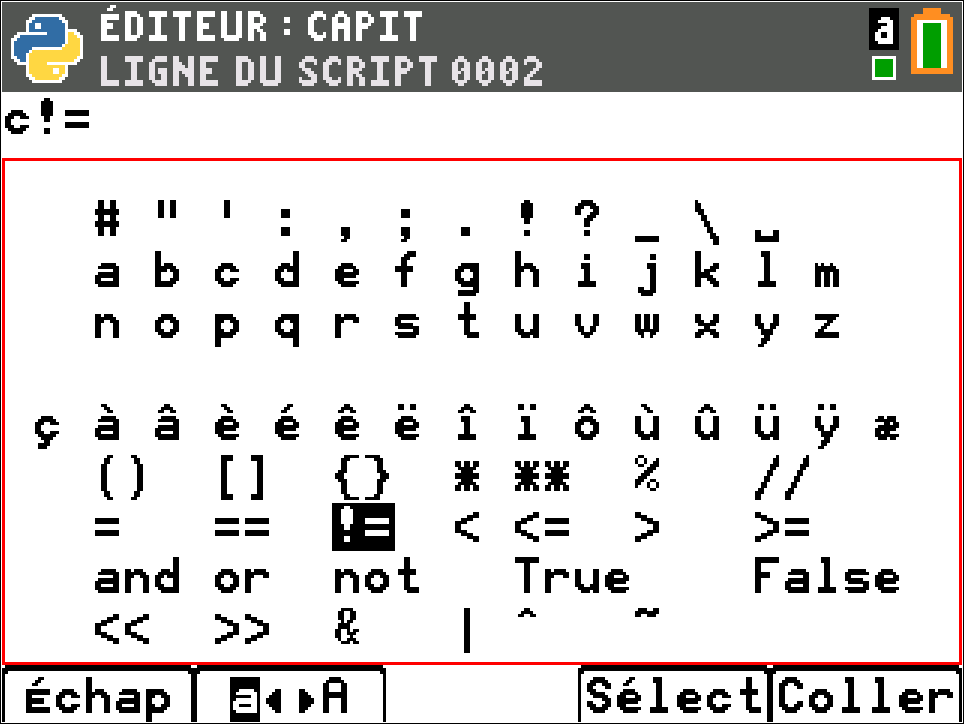 ÉDITEUR : CAPIT
LIGNE DU SCRIPT 0002
a
c!=
# " ' : , ; . ! ? _ \ ␣
a b c d e f g h i j k l m
n o p q r s t u v w x y z
ç à â è é ê ë î ï ô ù û ü ÿ æ
() [] {} * ** % //
= == != < <= > >=
and or not True False
<< >> & | ^ ~
Échap a◂▸A Sélect Coller